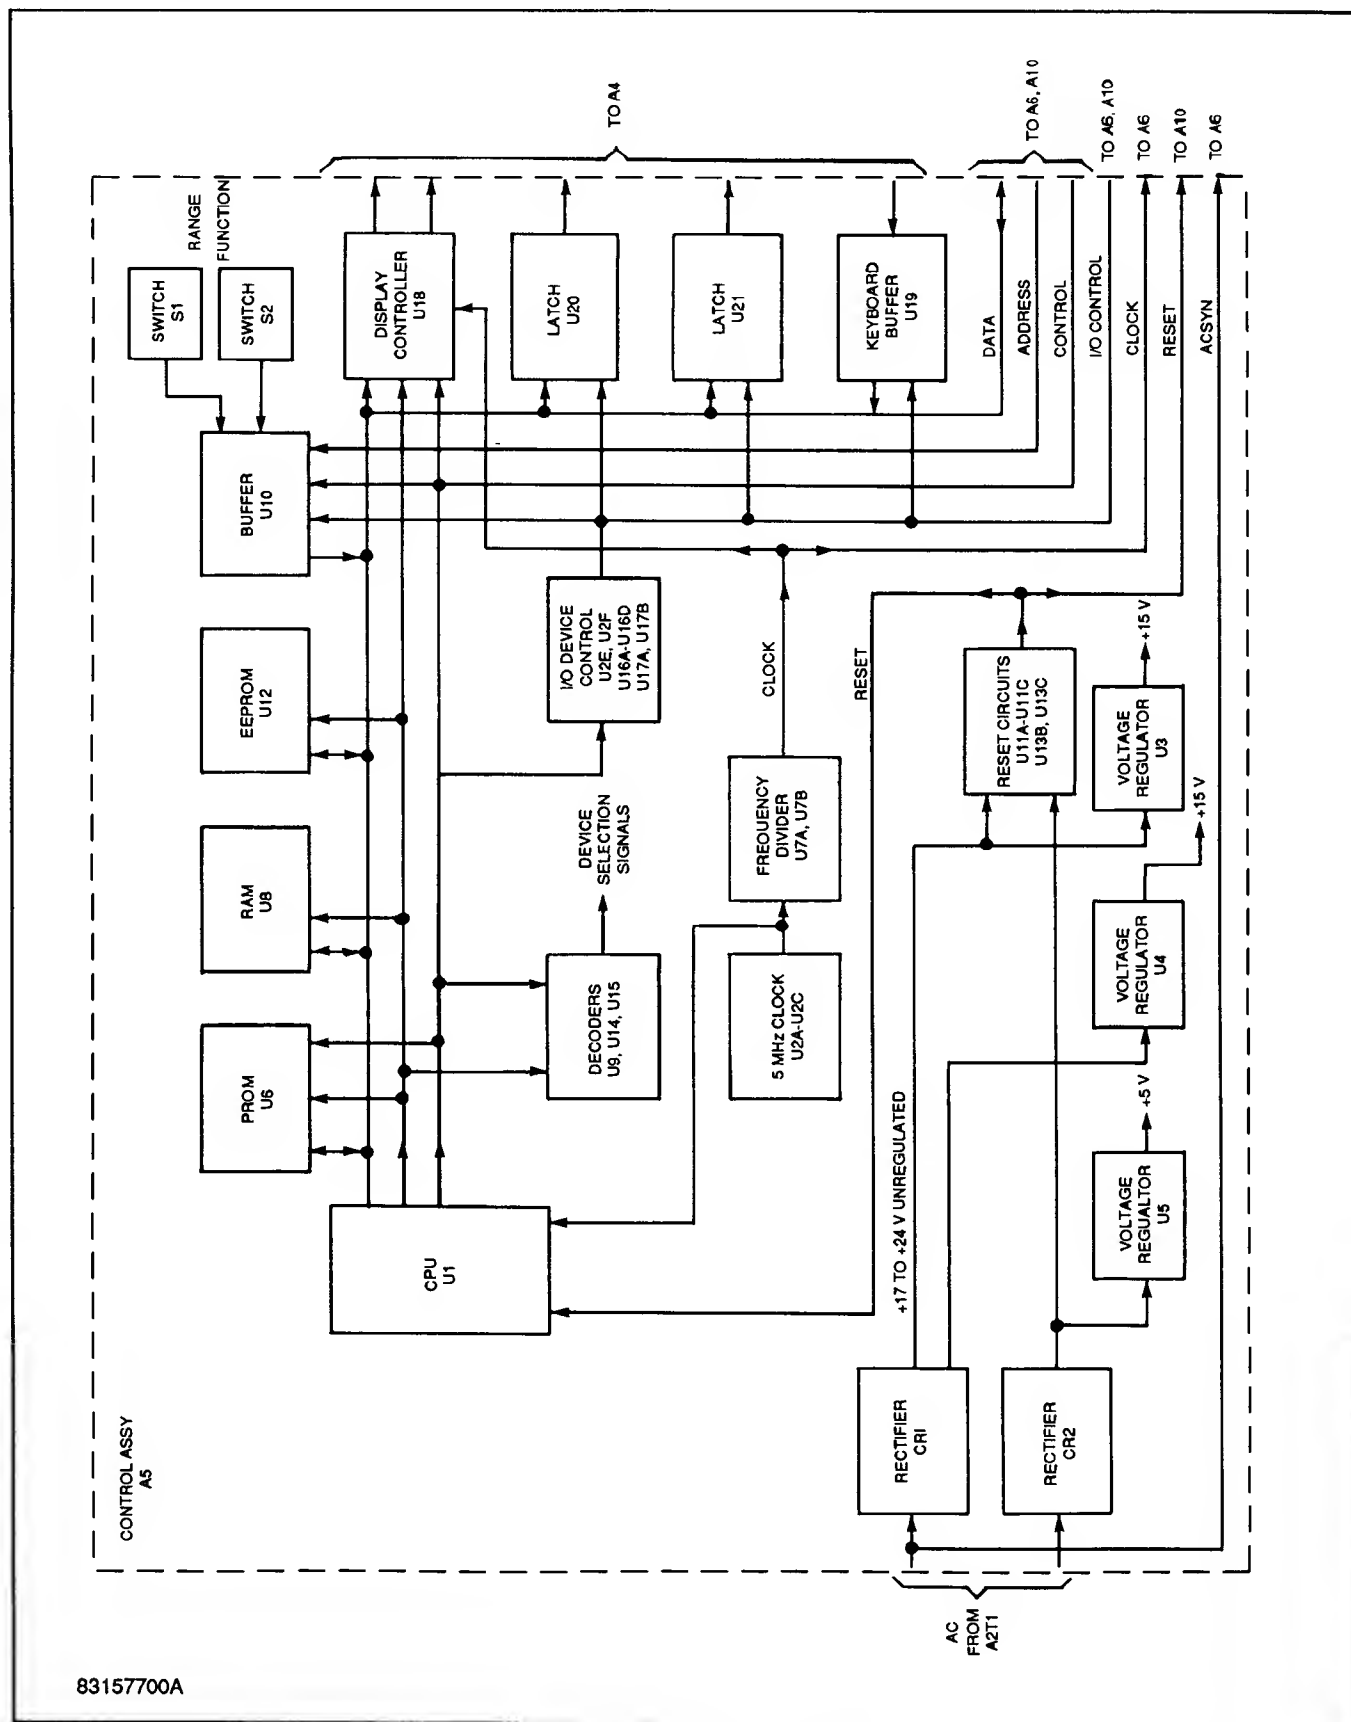 CONTROL ASSY
A5
SWITCH
S1
RANGE
SWITCH
S2
FUNCTION
PROM
U6
RAM
U8
EEPROM
U12
BUFFER
U10
CPU
U1
DISPLAY
CONTROLLER
U18
LATCH
U20
LATCH
U21
KEYBOARD
BUFFER
U19
TO A4
DECODERS
U9, U14, U15
DEVICE
SELECTION
SIGNALS
I/O DEVICE
CONTROL
U2E, U2F
U16A-U16D
U17A, U17B
5 MHz CLOCK
U2A-U2C
FREQUENCY
DIVIDER
U7A, U7B
CLOCK
RESET
DATA
ADDRESS
CONTROL
TO A6, A10
I/O CONTROL
TO A6, A10
CLOCK
TO A6
RESET
TO A10
ACSYN
TO A6
+17 TO +24 V UNREGULATED
RESET CIRCUITS
U11A-U11C
U13B, U13C
RECTIFIER
CR1
RECTIFIER
CR2
VOLTAGE
REGUALTOR
U5
+5 V
VOLTAGE
REGULATOR
U4
+15 V
VOLTAGE
REGULATOR
U3
+15 V
AC
FROM
A2T1
83157700A